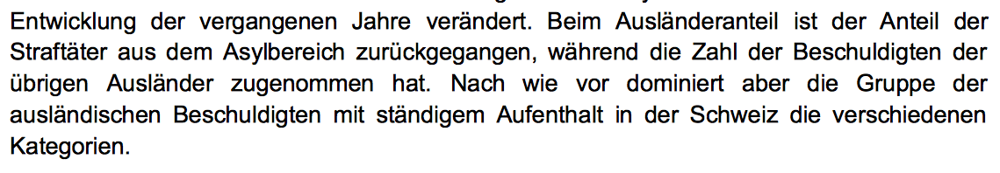 Entwicklung der vergangenen Jahre verändert. Beim Ausländeranteil ist der Anteil der
Straftäter aus dem Asylbereich zurückgegangen, während die Zahl der Beschuldigten der
übrigen Ausländer zugenommen hat. Nach wie vor dominiert aber die Gruppe der
ausländischen Beschuldigten mit ständigem Aufenthalt in der Schweiz die verschiedenen
Kategorien.